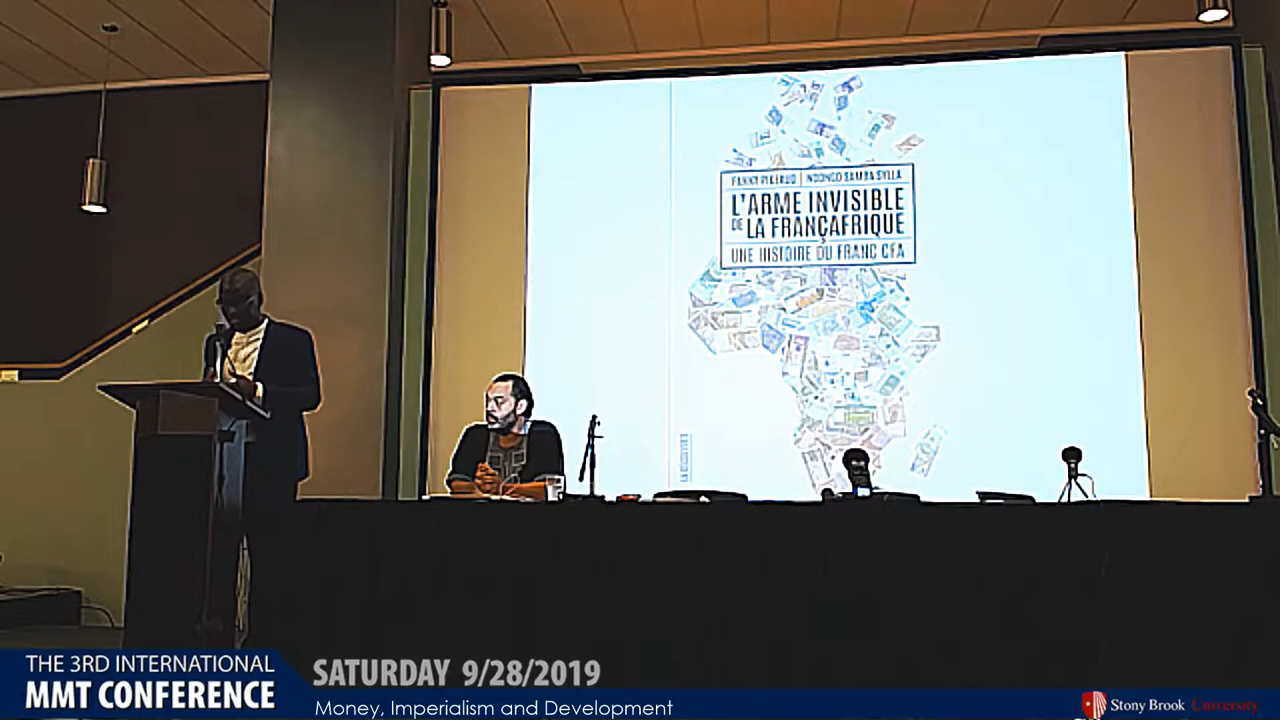 FANNY PIGEAUD | NDONGO SAMBA SYLLA
L'ARME INVISIBLE
DE LA FRANÇAFRIQUE
UNE HISTOIRE DU FRANC CFA
THE 3RD INTERNATIONAL
MMT CONFERENCE
SATURDAY 9/28/2019
Money, Imperialism and Development
Stony Brook University